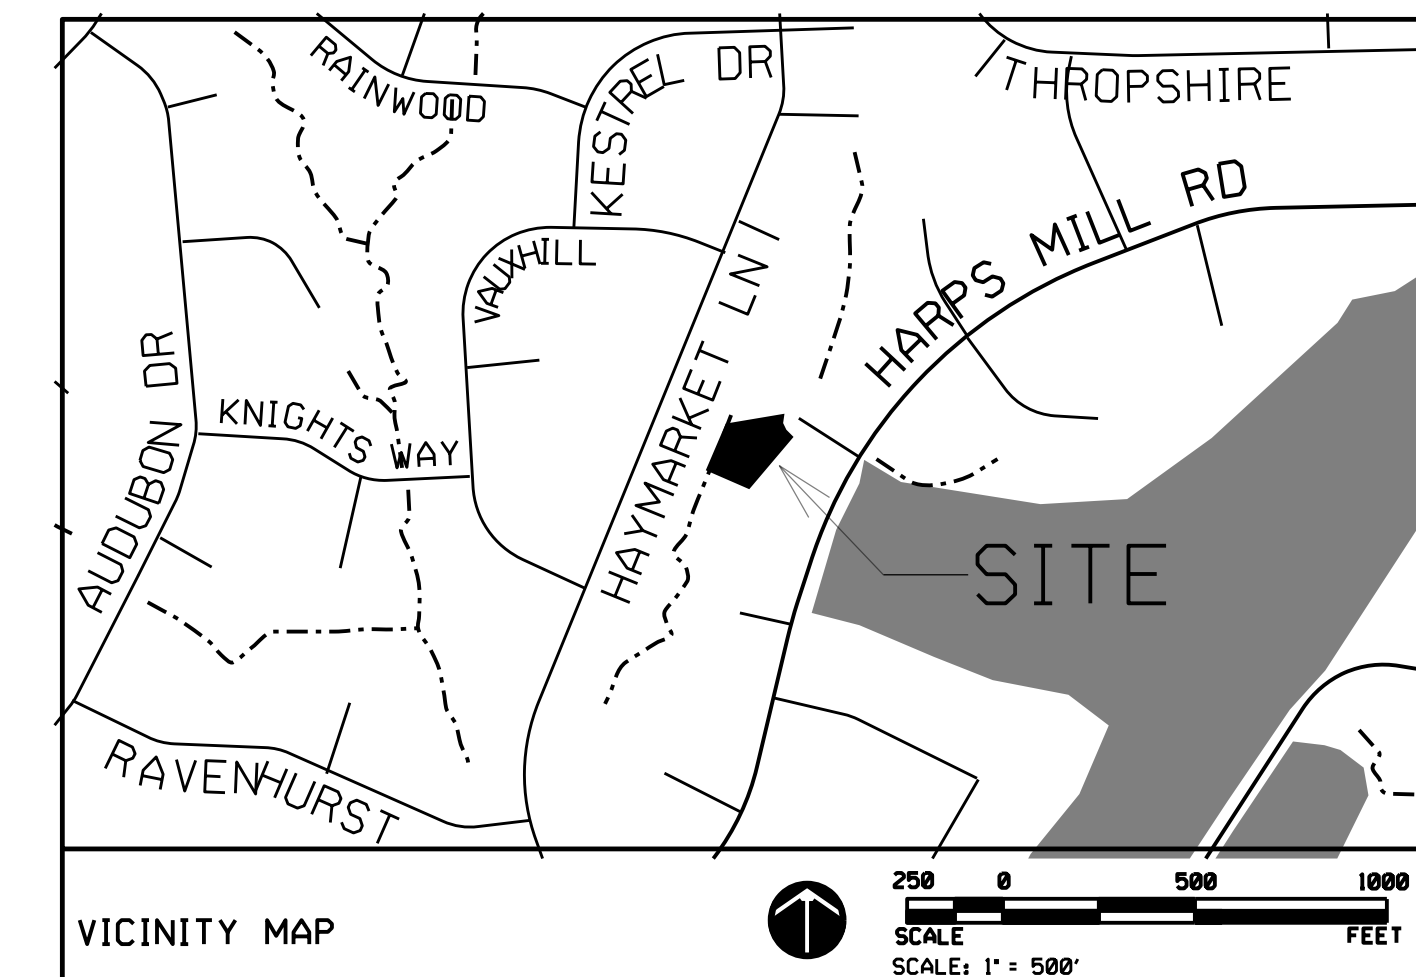 RAINWOOD
KESTREL DR
THROPSHIRE
HARPS MILL RD
VAUXHILL
HAYMARKET LN
AUDUBON DR
KNIGHTS WAY
SITE
RAVENHURST
VICINITY MAP
250 0 500 1000
SCALE FEET
SCALE: 1" = 500'